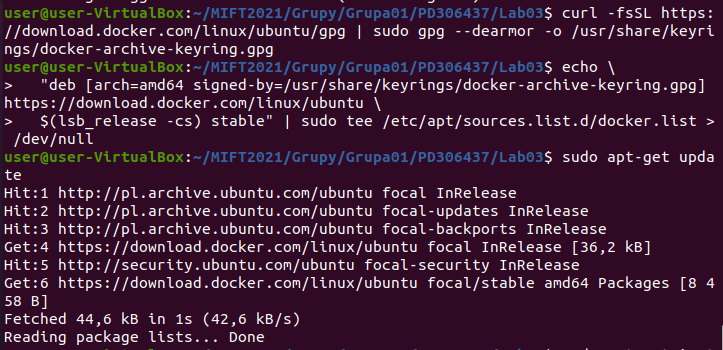 user@user-VirtualBox:~/MIFT2021/Grupy/Grupa01/PD306437/Lab03$ curl -fsSL https:
//download.docker.com/linux/ubuntu/gpg | sudo gpg --dearmor -o /usr/share/keyri
ngs/docker-archive-keyring.gpg
user@user-VirtualBox:~/MIFT2021/Grupy/Grupa01/PD306437/Lab03$ echo \
>   "deb [arch=amd64 signed-by=/usr/share/keyrings/docker-archive-keyring.gpg]
https://download.docker.com/linux/ubuntu \
>   $(lsb_release -cs) stable" | sudo tee /etc/apt/sources.list.d/docker.list >
 /dev/null
user@user-VirtualBox:~/MIFT2021/Grupy/Grupa01/PD306437/Lab03$ sudo apt-get upda
te
Hit:1 http://pl.archive.ubuntu.com/ubuntu focal InRelease
Hit:2 http://pl.archive.ubuntu.com/ubuntu focal-updates InRelease
Hit:3 http://pl.archive.ubuntu.com/ubuntu focal-backports InRelease
Get:4 https://download.docker.com/linux/ubuntu focal InRelease [36,2 kB]
Hit:5 http://security.ubuntu.com/ubuntu focal-security InRelease
Get:6 https://download.docker.com/linux/ubuntu focal/stable amd64 Packages [8 4
58 B]
Fetched 44,6 kB in 1s (42,6 kB/s)
Reading package lists... Done